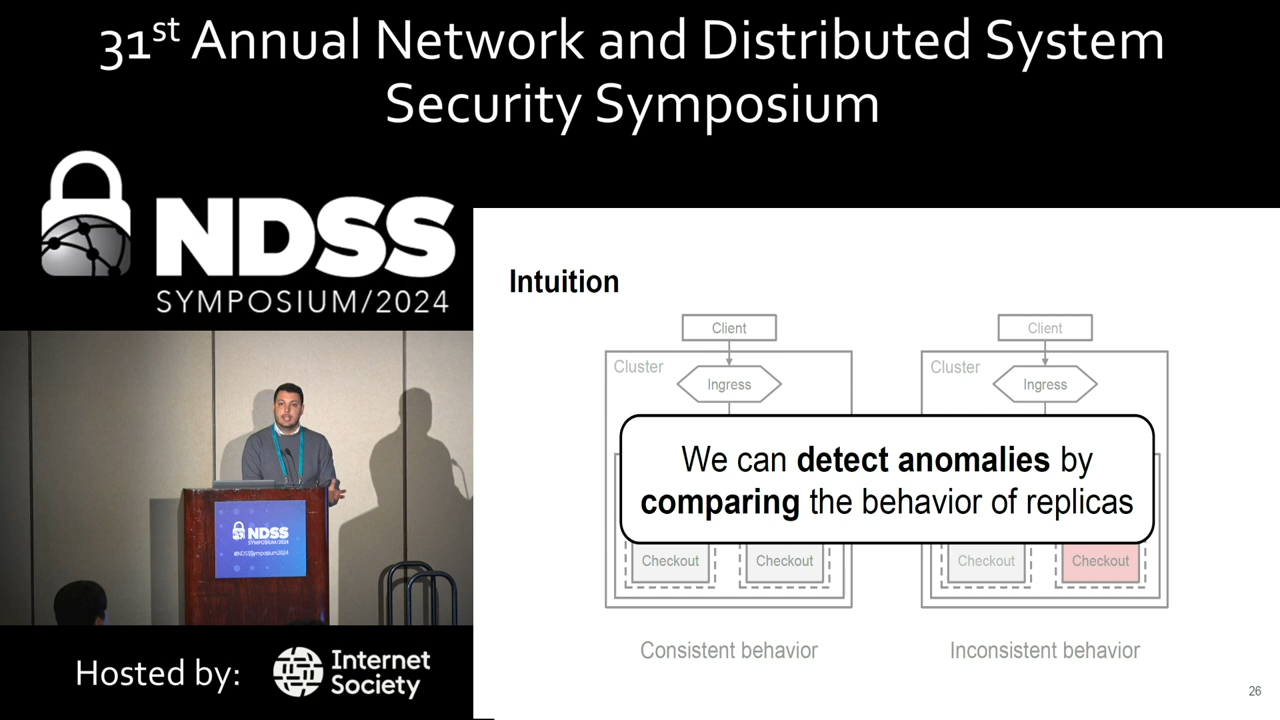 31st Annual Network and Distributed System
Security Symposium
NDSS
SYMPOSIUM/2024
NDSS
SYMPOSIUM/2024
#NDSSSymposium2024
Hosted by:
Internet
Society
Intuition
Client
Cluster
Ingress
Client
Cluster
Ingress
We can detect anomalies by
comparing the behavior of replicas
Checkout
Checkout
Checkout
Checkout
Consistent behavior
Inconsistent behavior
26